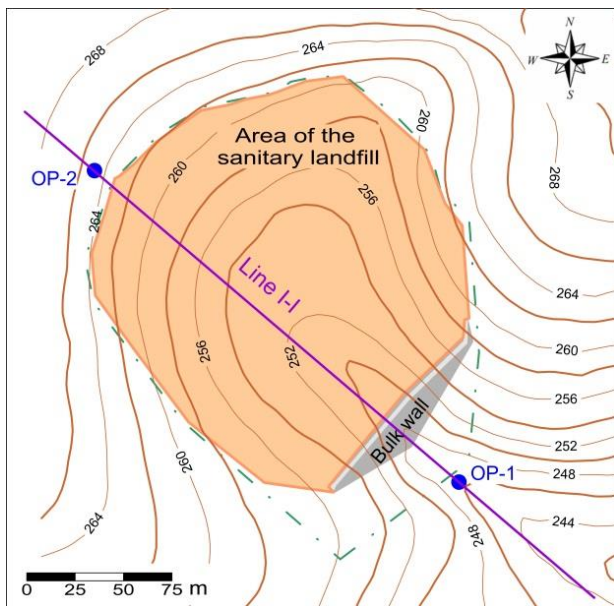 268
264
N
W E
S
260
Area of the
sanitary landfill
OP-2
260
268
256
264
Line I-I
264
252
260
256
256
Bulk wall
252
260
OP-1
248
264
248
244
0 25 50 75 m